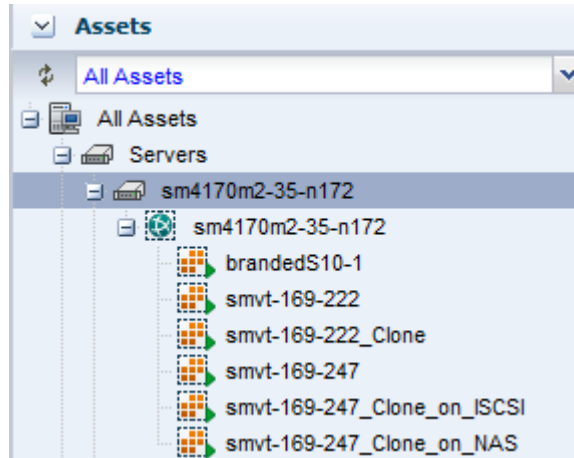 Assets
All Assets
All Assets
Servers
sm4170m2-35-n172
sm4170m2-35-n172
brandedS10-1
smvt-169-222
smvt-169-222_Clone
smvt-169-247
smvt-169-247_Clone_on_ISCSI
smvt-169-247_Clone_on_NAS